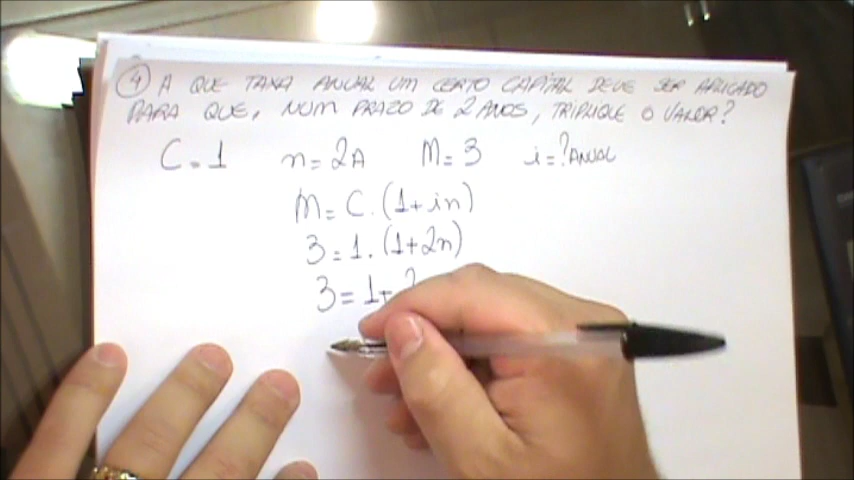 4 A QUE TAXA ANUAL UM CERTO CAPITAL DEVE SER APLICADO
PARA QUE, NUM PRAZO DE 2 ANOS, TRIPLIQUE O VALOR?
C = 1 n = 2A M = 3 i = ? ANUAL
M = C . (1 + in)
3 = 1 . (1 + 2n)
3 = 1 + 2